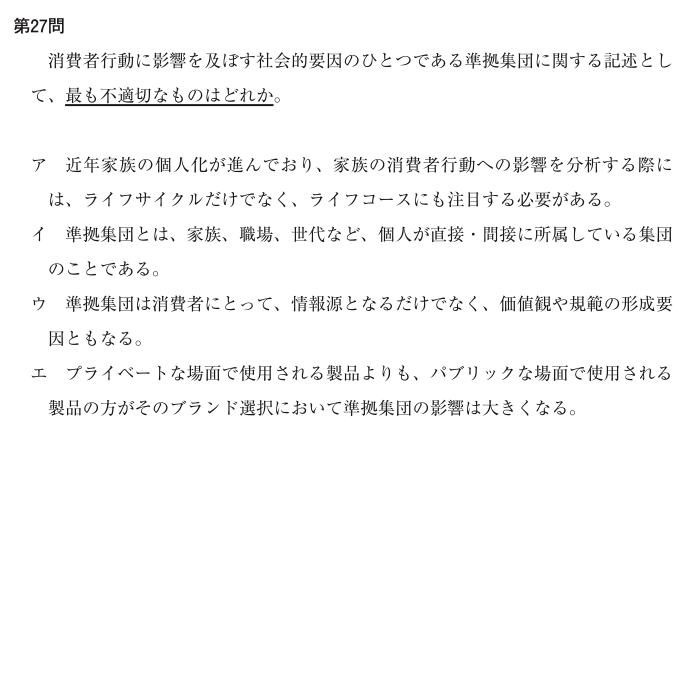 第27問
消費者行動に影響を及ぼす社会的要因のひとつである準拠集団に関する記述とし
て、最も不適切なものはどれか。
ア 近年家族の個人化が進んでおり、家族の消費者行動への影響を分析する際に
は、ライフサイクルだけでなく、ライフコースにも注目する必要がある。
イ 準拠集団とは、家族、職場、世代など、個人が直接・間接に所属している集団
のことである。
ウ 準拠集団は消費者にとって、情報源となるだけでなく、価値観や規範の形成要
因ともなる。
エ プライベートな場面で使用される製品よりも、パブリックな場面で使用される
製品の方がそのブランド選択において準拠集団の影響は大きくなる。